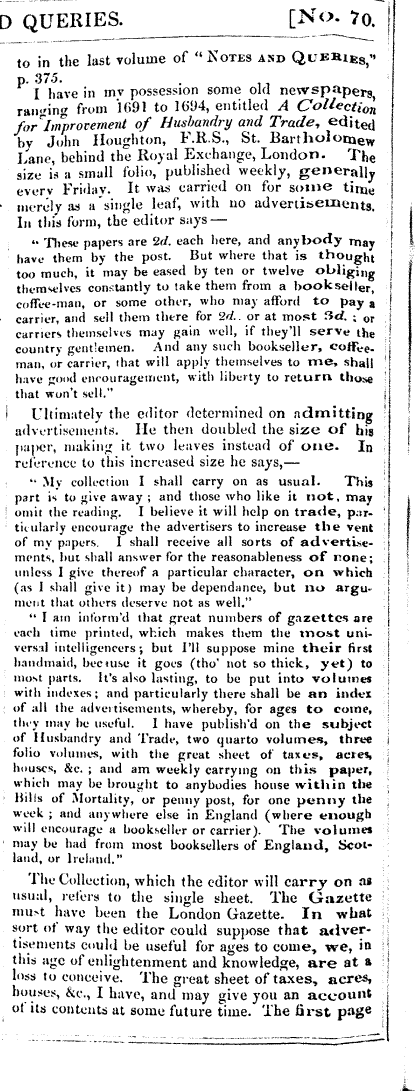 D QUERIES. [No. 70.
to in the last volume of “NOTES AND QUERIES,”
p. 375.
I have in my possession some old newspapers,
ranging from 1691 to 1694, entitled A Collection
for Improvement of Husbandry and Trade, edited
by John Houghton, F.R.S., St. Bartholomew
Lane, behind the Royal Exchange, London. The
size is a small folio, published weekly, generally
every Friday. It was carried on for some time
merely as a single leaf, with no advertisements.
In this form, the editor says —
“ These papers are 2d. each here, and anybody may
have them by the post. But where that is thought
too much, it may be eased by ten or twelve obliging
themselves constantly to take them from a bookseller,
coffee-man, or some other, who may afford to pay a
carrier, and sell them there for 2d.. or at most 3d. ; or
carriers themselves may gain well, if they'll serve the
country gentlemen. And any such bookseller, coffee-
man, or carrier, that will apply themselves to me, shall
have good encouragement, with liberty to return those
that won't sell.”
Ultimately the editor determined on admitting
advertisements. He then doubled the size of his
paper, making it two leaves instead of one. In
reference to this increased size he says,—
“ My collection I shall carry on as usual. This
part is to give away ; and those who like it not, may
omit the reading. I believe it will help on trade, par-
ticularly encourage the advertisers to increase the vent
of my papers. I shall receive all sorts of advertise-
ments, but shall answer for the reasonableness of none;
unless I give thereof a particular character, on which
(as I shall give it) may be dependance, but no argu-
ment that others deserve not as well.”
“ I am inform'd that great numbers of gazettes are
each time printed, which makes them the most uni-
versal intelligencers ; but I'll suppose mine their first
handmaid, because it goes (tho' not so thick, yet) to
most parts. It's also lasting, to be put into volumes
with indexes ; and particularly there shall be an index
of all the advertisements, whereby, for ages to come,
they may be useful. I have publish'd on the subject
of Husbandry and Trade, two quarto volumes, three
folio volumes, with the great sheet of taxes, acres,
houses, &c. ; and am weekly carrying on this paper,
which may be brought to anybodies house within the
Bills of Mortality, or penny post, for one penny the
week ; and anywhere else in England (where enough
will encourage a bookseller or carrier). The volumes
may be had from most booksellers of England, Scot-
land, or Ireland.”
The Collection, which the editor will carry on as
usual, refers to the single sheet. The Gazette
must have been the London Gazette. In what
sort of way the editor could suppose that adver-
tisements could be useful for ages to come, we, in
this age of enlightenment and knowledge, are at a
loss to conceive. The great sheet of taxes, acres,
houses, &c., I have, and may give you an account
of its contents at some future time. The first page